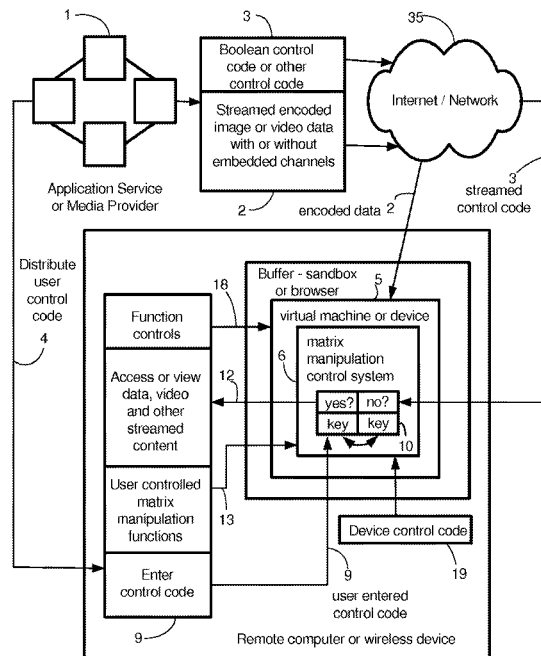 1
3
35
Boolean control
code or other
control code
Streamed encoded
image or video data
with or without
embedded channels
Internet / Network
Application Service
or Media Provider
2
encoded data
2
3
streamed
control code
Distribute
user
control
code
4
Buffer - sandbox
or browser
5
virtual machine or device
18
Function
controls
6
matrix
manipulation
control system
12
Access or view
data, video
and other
streamed
content
yes?
no?
key
key
10
User controlled
matrix
manipulation
functions
13
Device control code
19
Enter
control code
9
9
user entered
control code
Remote computer or wireless device